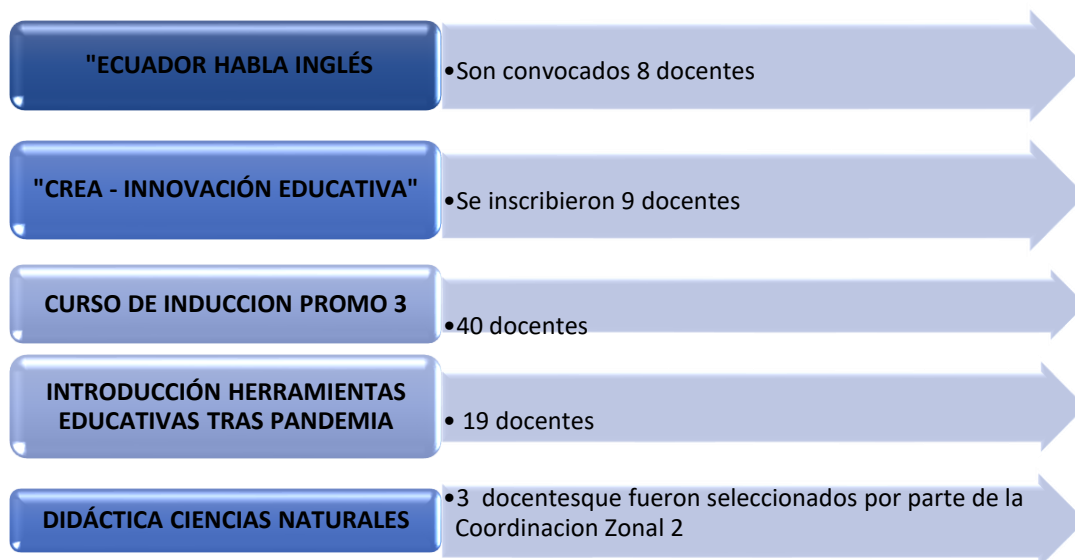 "ECUADOR HABLA INGLÉS
•Son convocados 8 docentes
"CREA - INNOVACIÓN EDUCATIVA"
•Se inscribieron 9 docentes
CURSO DE INDUCCION PROMO 3
•40 docentes
INTRODUCCIÓN HERRAMIENTAS
EDUCATIVAS TRAS PANDEMIA
• 19 docentes
DIDÁCTICA CIENCIAS NATURALES
•3 docentesque fueron seleccionados por parte de la
Coordinacion Zonal 2